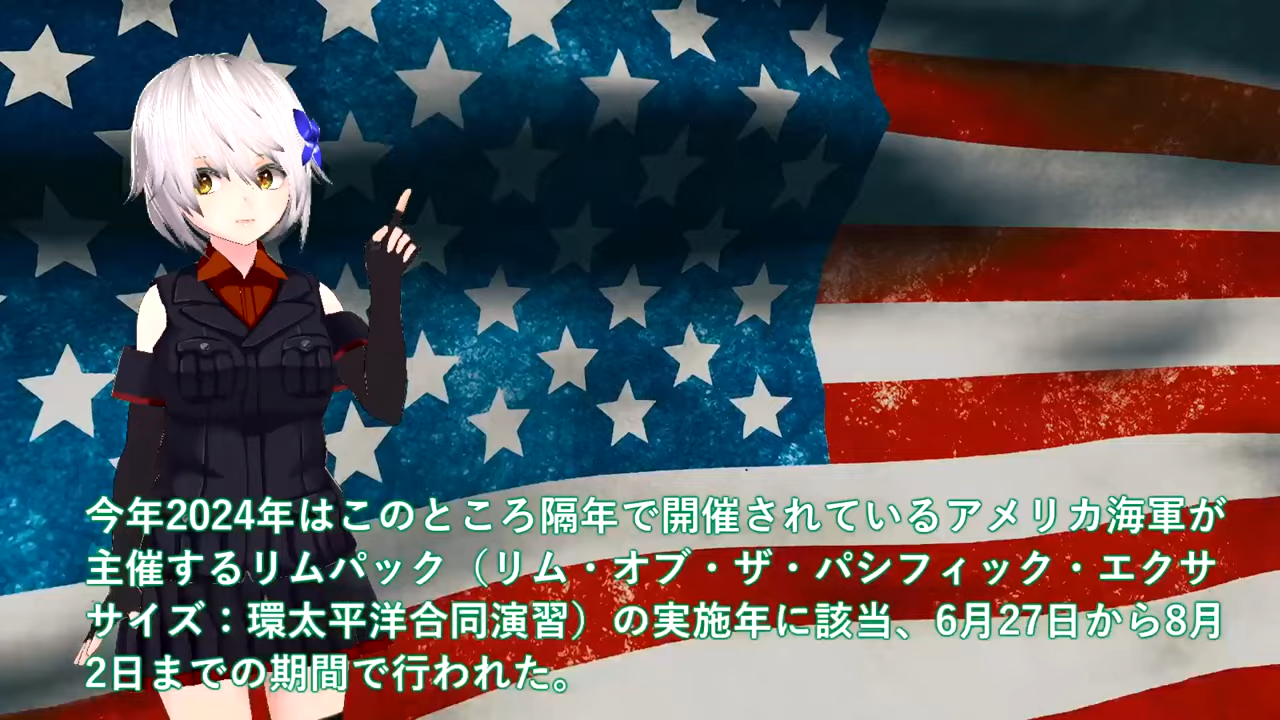 今年2024年はこのところ隔年で開催されているアメリカ海軍が
主催するリムパック（リム・オブ・ザ・パシフィック・エクサ
サイズ：環太平洋合同演習）の実施年に該当、6月27日から8月
2日までの期間で行われた。